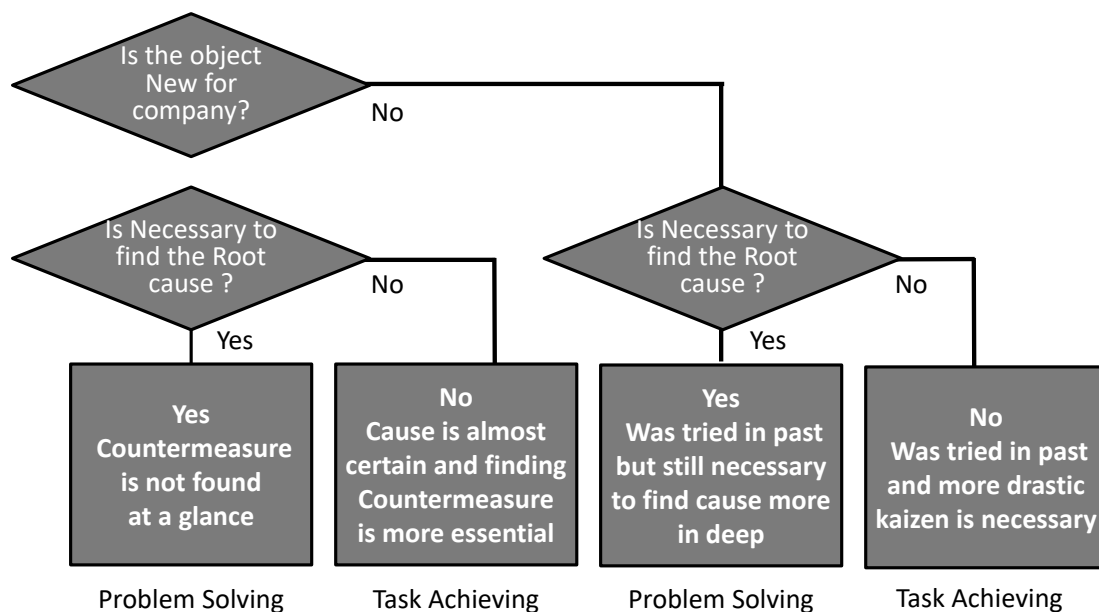 Is the object
New for
company?
No
Is Necessary to
find the Root
cause ?
No
Yes
Is Necessary to
find the Root
cause ?
No
Yes
Yes
Countermeasure
is not found
at a glance
No
Cause is almost
certain and finding
Countermeasure
is more essential
Yes
Was tried in past
but still necessary
to find cause more
in deep
No
Was tried in past
and more drastic
kaizen is necessary
Problem Solving
Task Achieving
Problem Solving
Task Achieving